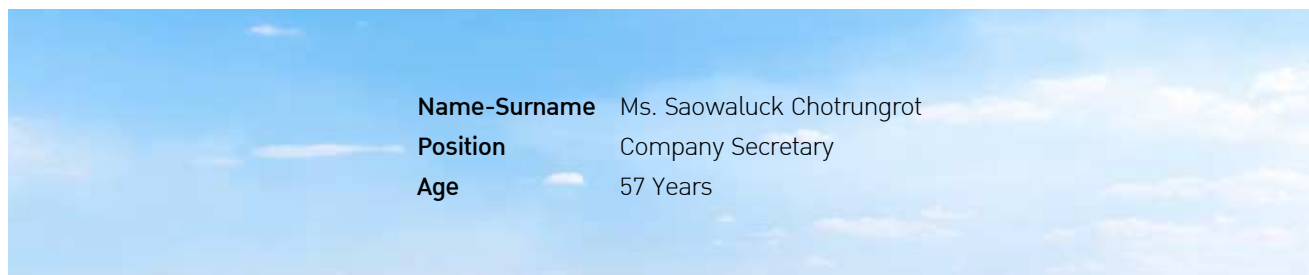 Name-Surname Ms. Saowaluck Chotrungrot
Position Company Secretary
Age 57 Years